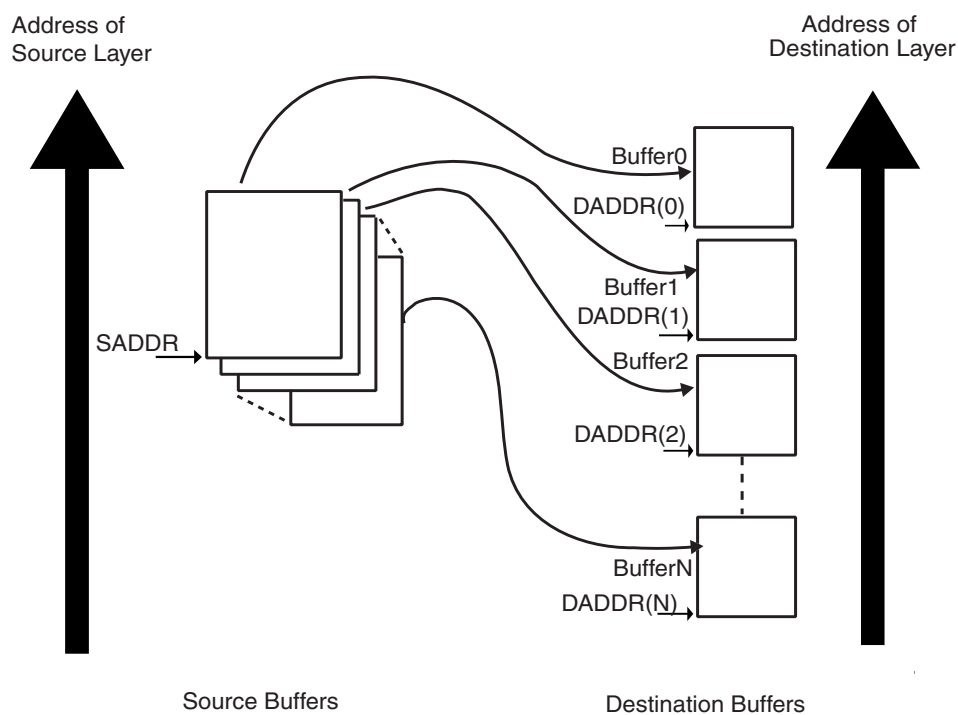 Address of
Source Layer
Address of
Destination Layer
Buffer0
DADDR(0)
Buffer1
DADDR(1)
SADDR
Buffer2
DADDR(2)
BufferN
DADDR(N)
Source Buffers
Destination Buffers